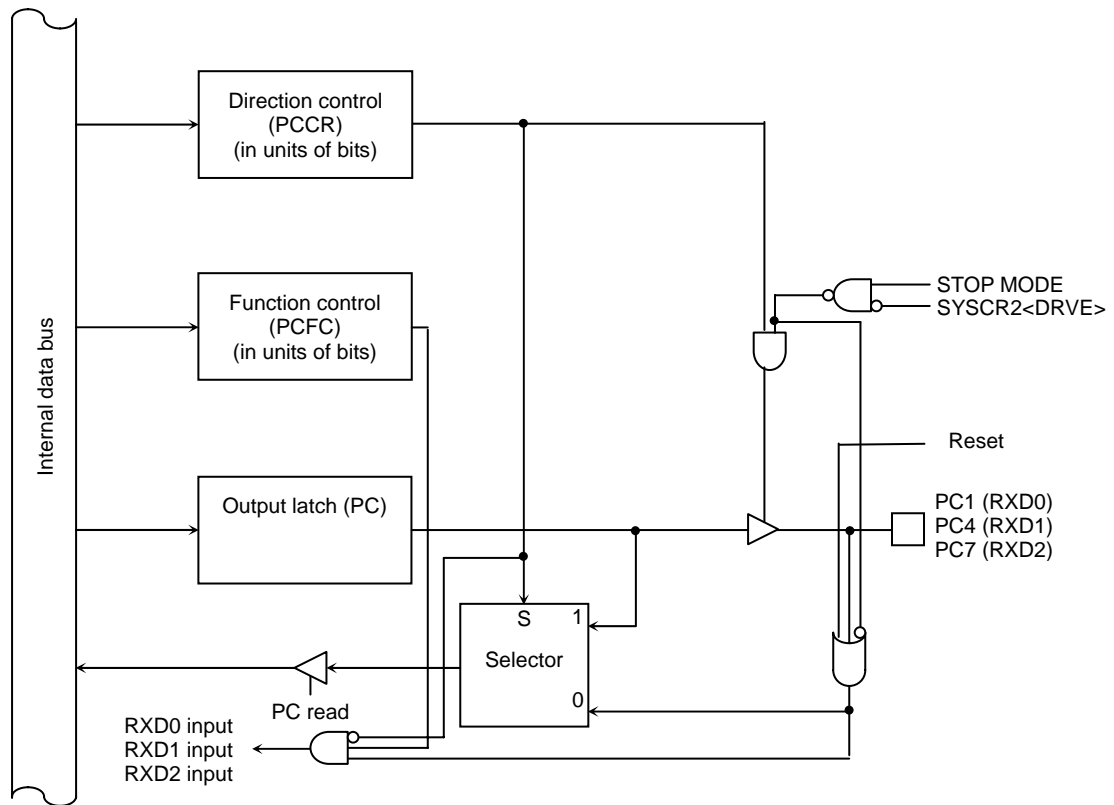 Internal data bus
Direction control
(PCCR)
(in units of bits)
Function control
(PCFC)
(in units of bits)
STOP MODE
SYSCR2<DRVE>
Reset
Output latch (PC)
PC1 (RXD0)
PC4 (RXD1)
PC7 (RXD2)
S
1
Selector
0
PC read
RXD0 input
RXD1 input
RXD2 input